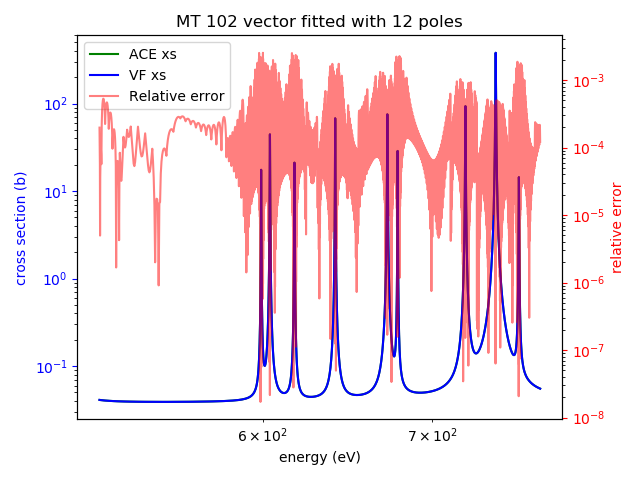 MT 102 vector fitted with 12 poles
ACE xs
VF xs
Relative error
cross section (b)
10²
10¹
10⁰
10⁻¹
relative error
10⁻³
10⁻⁴
10⁻⁵
10⁻⁶
10⁻⁷
10⁻⁸
6 × 10²
7 × 10²
energy (eV)